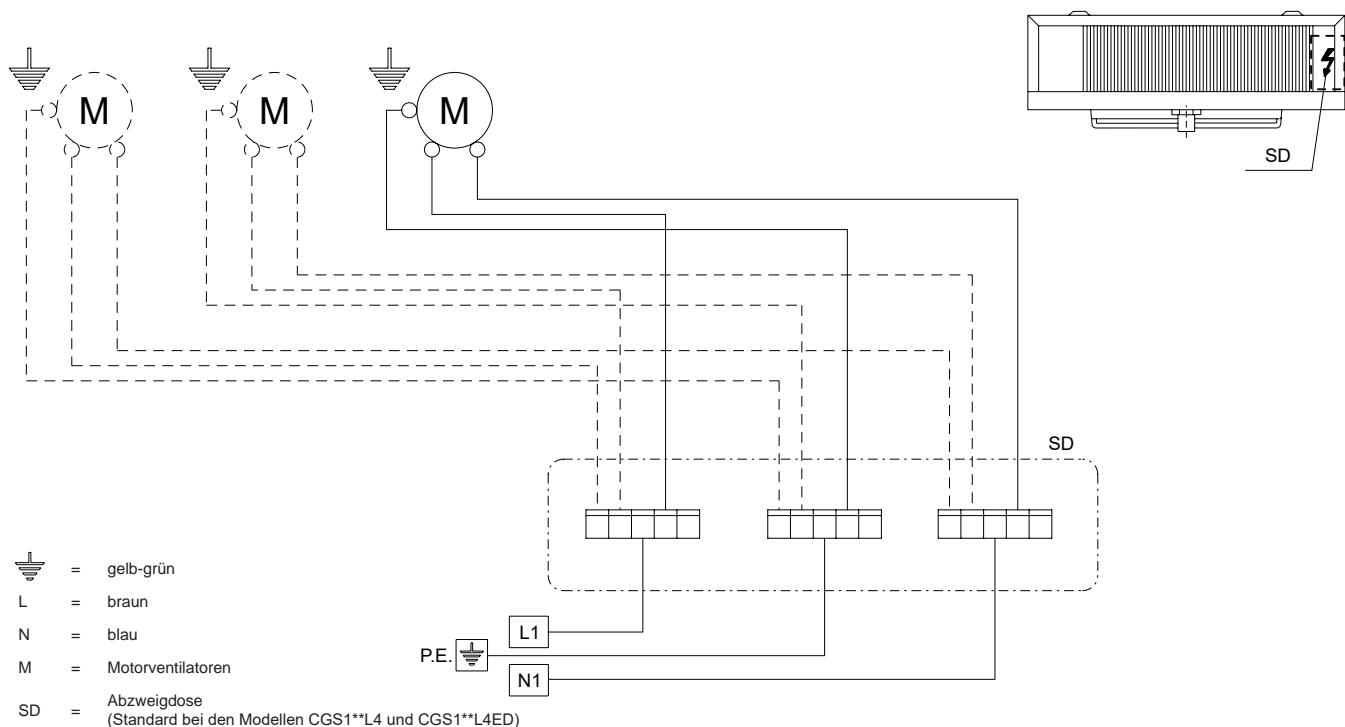 M
M
M
SD
SD
L1
P.E.
N1
= gelb-grün
L = braun
N = blau
M = Motorventilatoren
SD = Abzweigdose
(Standard bei den Modellen CGS1**L4 und CGS1**L4ED)